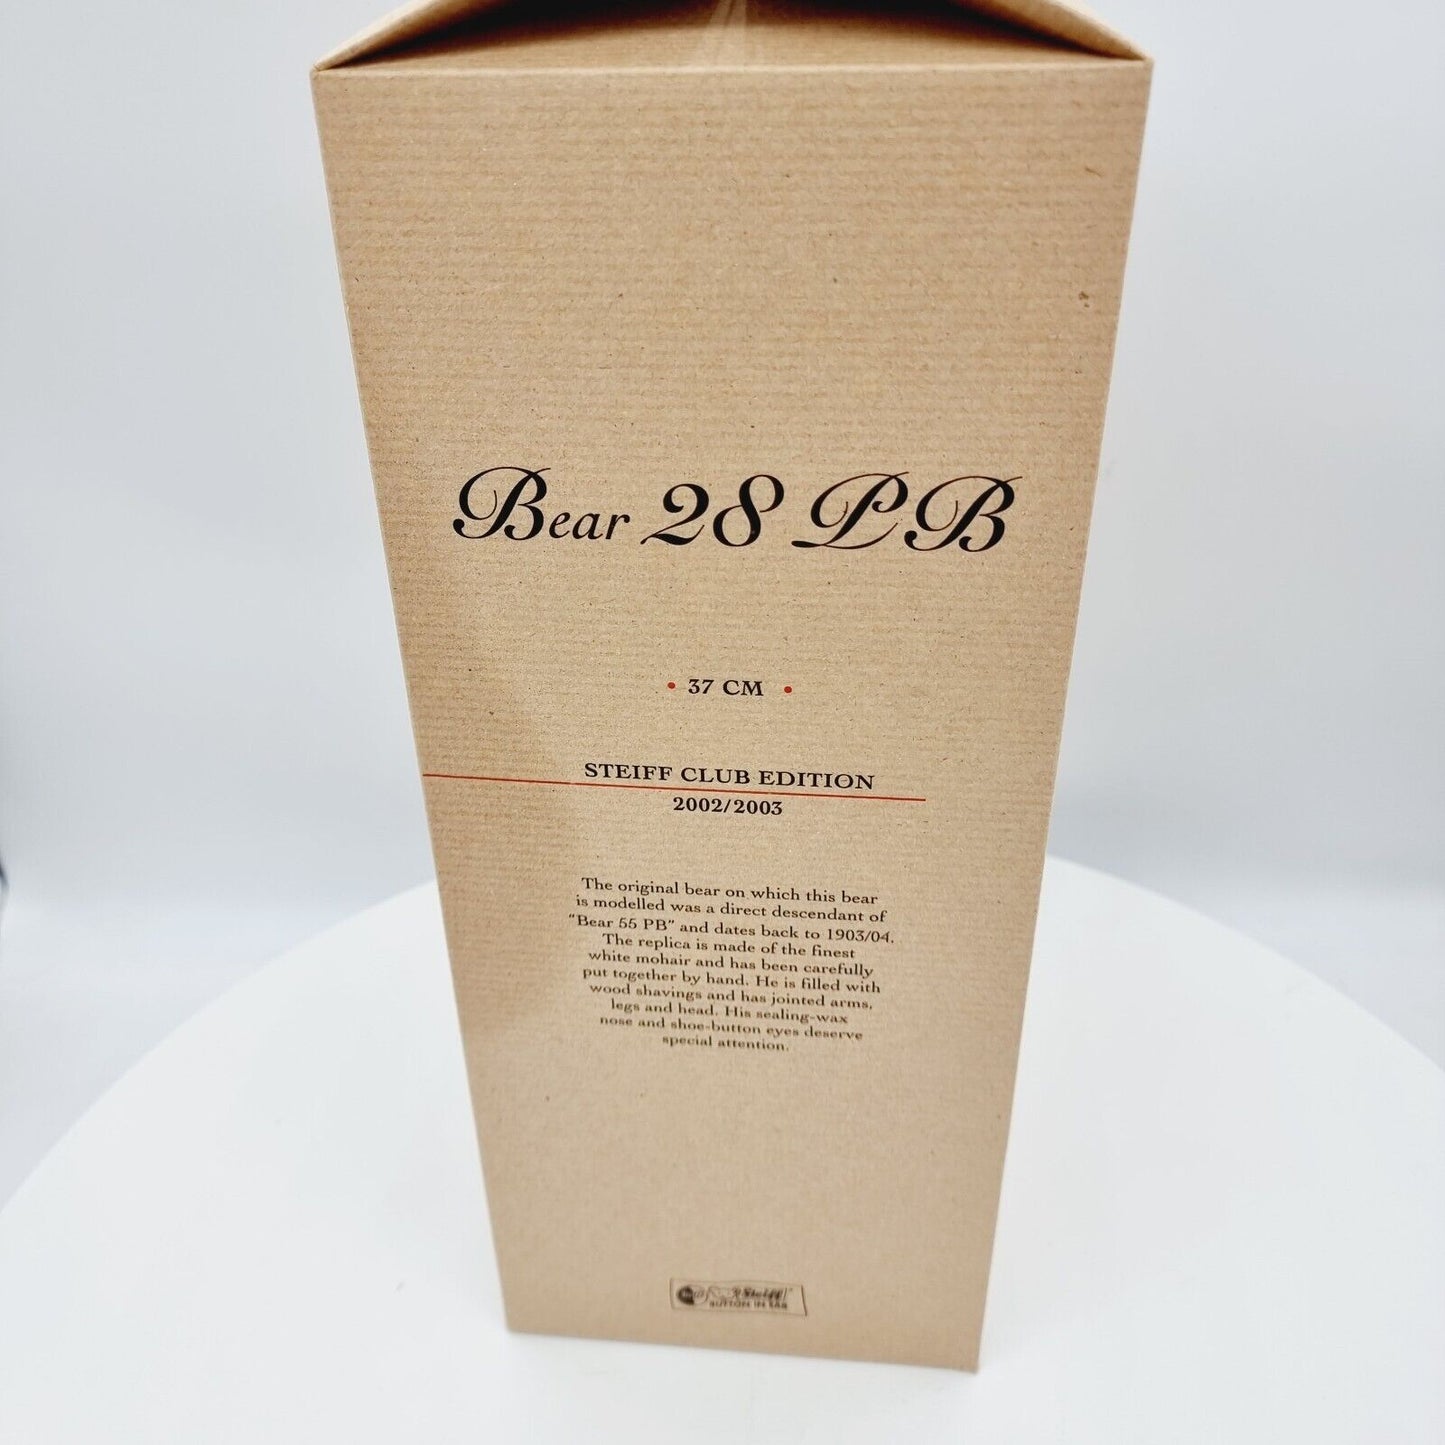 Bear 28 PB
• 37 CM •
STEIFF CLUB EDITION
2002/2003
The original bear on which this bear
is modelled was a direct descendant of
"Bear 55 PB" and dates back to 1903/04.
The replica is made of the finest
white mohair and has been carefully
put together by hand. He is filled with
wood shavings and has jointed arms,
legs and head. His sealing-wax
nose and shoe-button eyes deserve
special attention.
Steiff
BUTTON IN EAR